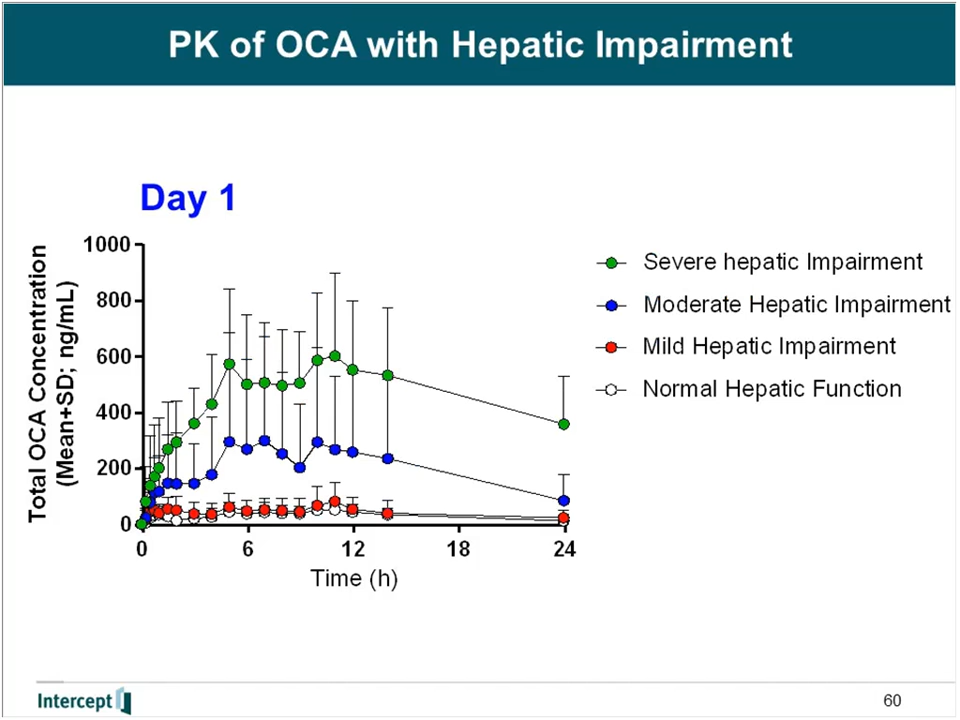 PK of OCA with Hepatic Impairment
Day 1
Total OCA Concentration
(Mean+SD; ng/mL)
1000
800
600
400
200
0
0 6 12 18 24
Time (h)
Severe hepatic Impairment
Moderate Hepatic Impairment
Mild Hepatic Impairment
Normal Hepatic Function
Intercept
60